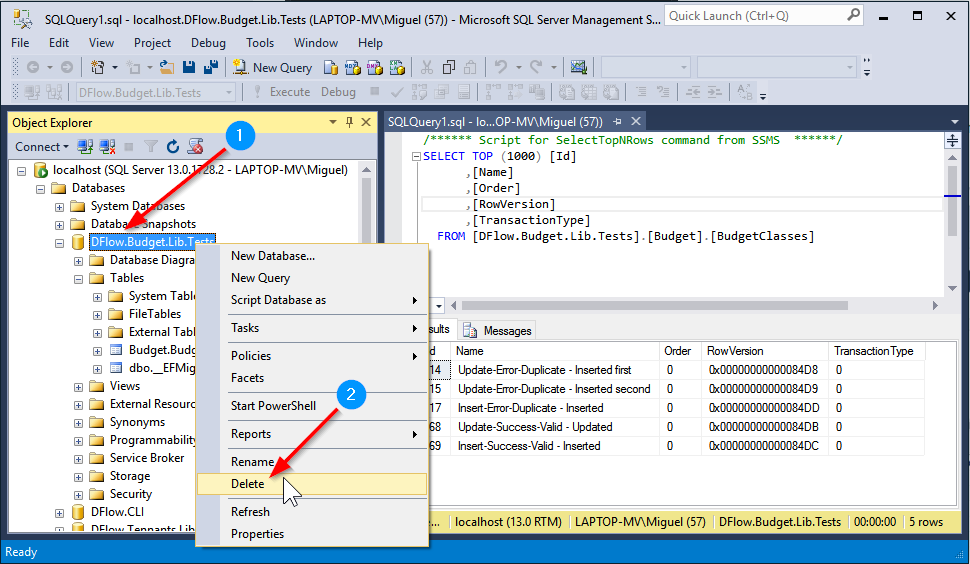 SQLQuery1.sql - localhost.DFlow.Budget.Lib.Tests (LAPTOP-MV\Miguel (57)) - Microsoft SQL Server Management S...
Quick Launch (Ctrl+Q)
File Edit View Project Debug Tools Window Help
New Query
DFlow.Budget.Lib.Tests
Execute Debug
Object Explorer
Connect
1
localhost (SQL Server 13.0.1728.2 - LAPTOP-MV\Miguel)
Databases
System Databases
Database Snapshots
DFlow.Budget.Lib.Tests
Database Diagra
Tables
System Tabl
FileTables
External Tab
Budget.Budg
dbo.__EFMig
Views
External Resourc
Synonyms
Programmability
Service Broker
Storage
Security
DFlow.CLI
DFlow.Tennants.Lib
New Database...
New Query
Script Database as
Tasks
Policies
Facets
Start PowerShell
2
Reports
Rename
Delete
Refresh
Properties
SQLQuery1.sql - lo...OP-MV\Miguel (57))
/****** Script for SelectTopNRows command from SSMS ******/
SELECT TOP (1000) [Id]
,[Name]
,[Order]
,[RowVersion]
,[TransactionType]
FROM [DFlow.Budget.Lib.Tests].[Budget].[BudgetClasses]
sults Messages
d Name Order RowVersion TransactionType
14 Update-Error-Duplicate - Inserted first 0 0x00000000000084D8 0
15 Update-Error-Duplicate - Inserted second 0 0x00000000000084D9 0
17 Insert-Error-Duplicate - Inserted 0 0x00000000000084DD 0
68 Update-Success-Valid - Updated 0 0x00000000000084DB 0
69 Insert-Success-Valid - Inserted 0 0x00000000000084DC 0
e... localhost (13.0 RTM) LAPTOP-MV\Miguel (57) DFlow.Budget.Lib.Tests 00:00:00 5 rows
Ready